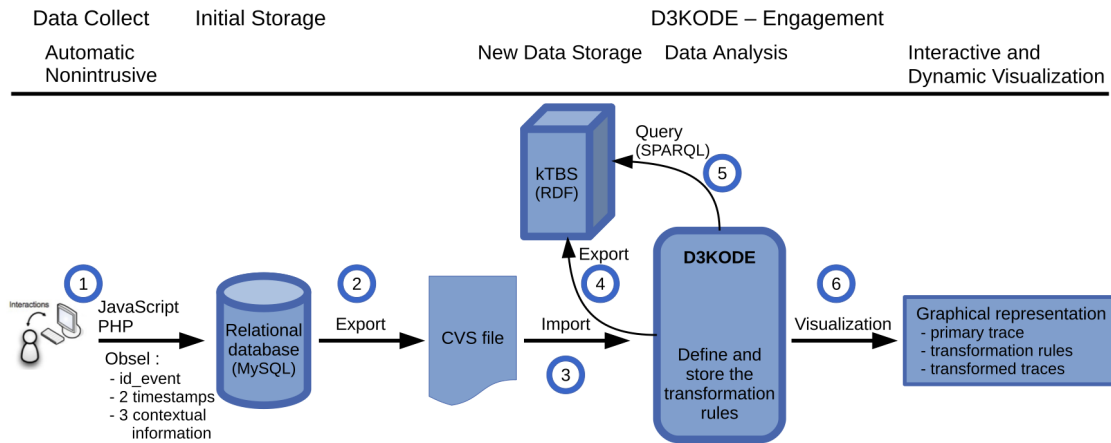 Data Collect
Initial Storage
D3KODE – Engagement
Automatic
Nonintrusive
New Data Storage
Data Analysis
Interactive and
Dynamic Visualization
Query
(SPARQL)
5
kTBS
(RDF)
Export
4
D3KODE
1
Interactions
JavaScript
PHP
Obsel :
- id_event
- 2 timestamps
- 3 contextual
information
Relational
database
(MySQL)
2
Export
CVS file
Import
3
Define and
store the
transformation
rules
6
Visualization
Graphical representation
- primary trace
- transformation rules
- transformed traces